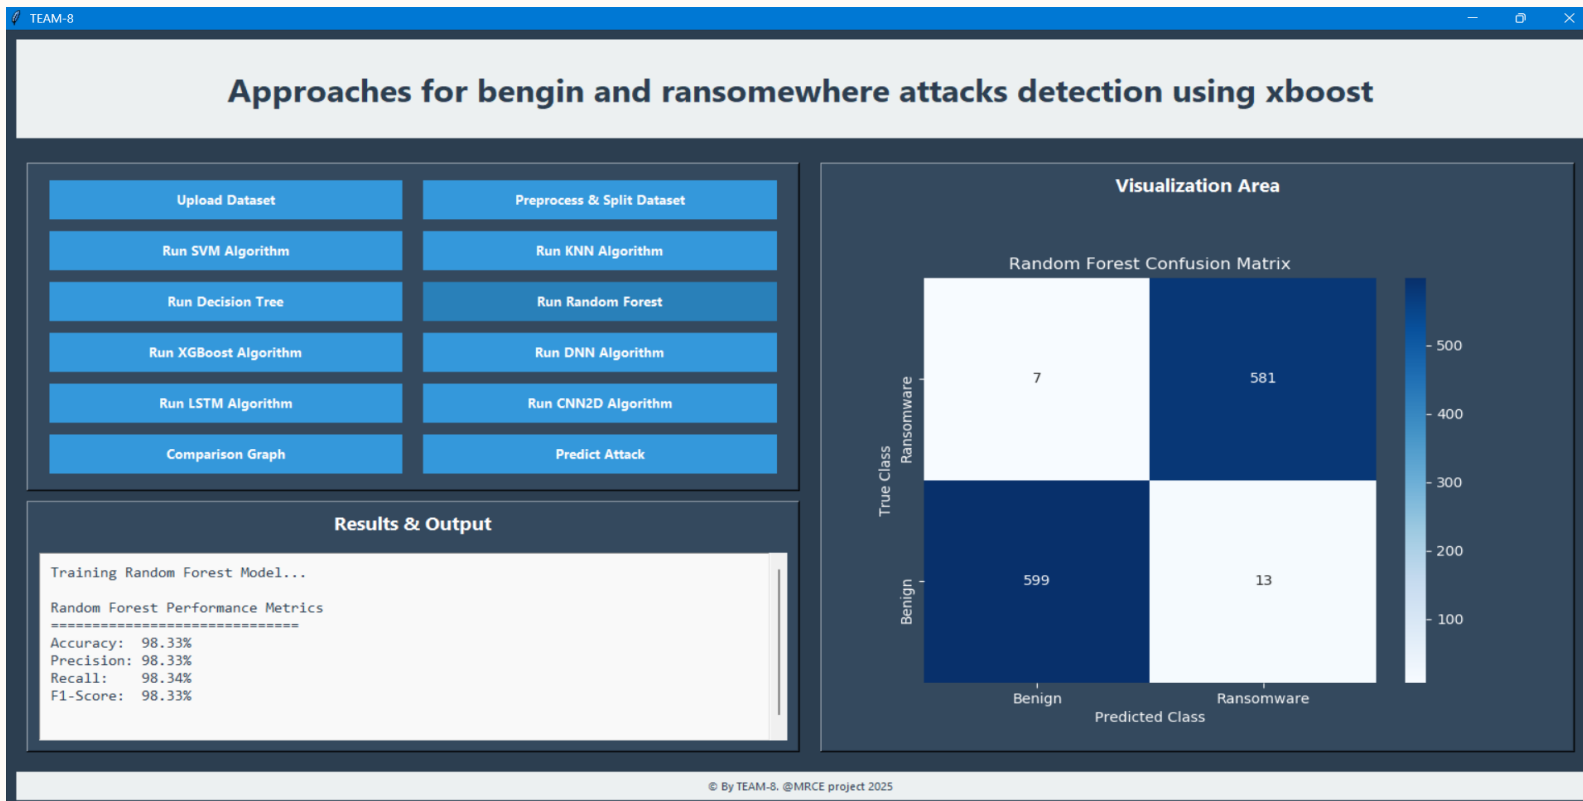 TEAM-8
Approaches for bengin and ransomewhere attacks detection using xboost
Upload Dataset
Preprocess & Split Dataset
Run SVM Algorithm
Run KNN Algorithm
Run Decision Tree
Run Random Forest
Run XGBoost Algorithm
Run DNN Algorithm
Run LSTM Algorithm
Run CNN2D Algorithm
Comparison Graph
Predict Attack
Results & Output
Training Random Forest Model...
Random Forest Performance Metrics
==============================
Accuracy: 98.33%
Precision: 98.33%
Recall: 98.34%
F1-Score: 98.33%
Visualization Area
Random Forest Confusion Matrix
True Class
Ransomware
Benign
7
581
599
13
Benign
Ransomware
Predicted Class
500
400
300
200
100
© By TEAM-8. @MRCE project 2025